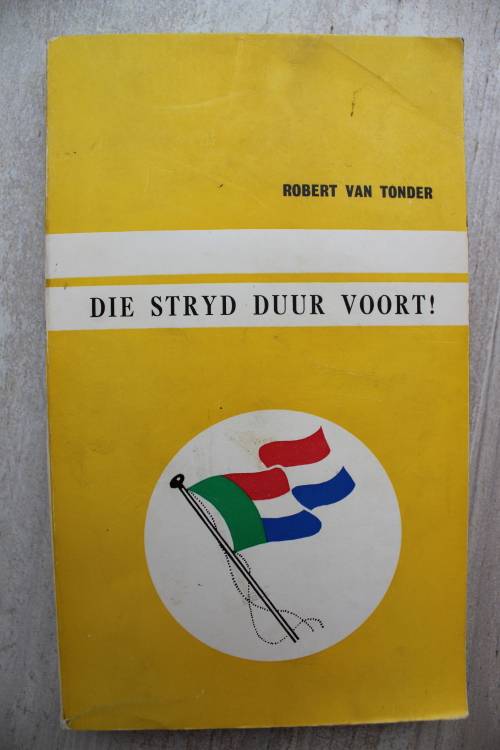 ROBERT VAN TONDER
DIE STRYD DUUR VOORT!